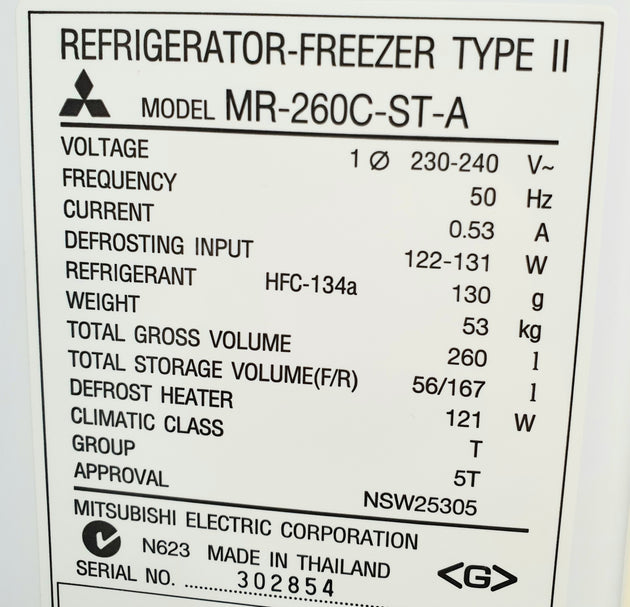 REFRIGERATOR-FREEZER TYPE II
MODEL MR-260C-ST-A
VOLTAGE 1 Ø 230-240 V~
FREQUENCY 50 Hz
CURRENT 0.53 A
DEFROSTING INPUT 122-131 W
REFRIGERANT HFC-134a 130 g
WEIGHT 53 kg
TOTAL GROSS VOLUME 260 l
TOTAL STORAGE VOLUME(F/R) 56/167 l
DEFROST HEATER 121 W
CLIMATIC CLASS T
GROUP 5T
APPROVAL NSW25305
MITSUBISHI ELECTRIC CORPORATION
N623 MADE IN THAILAND <G>
SERIAL NO. 302854